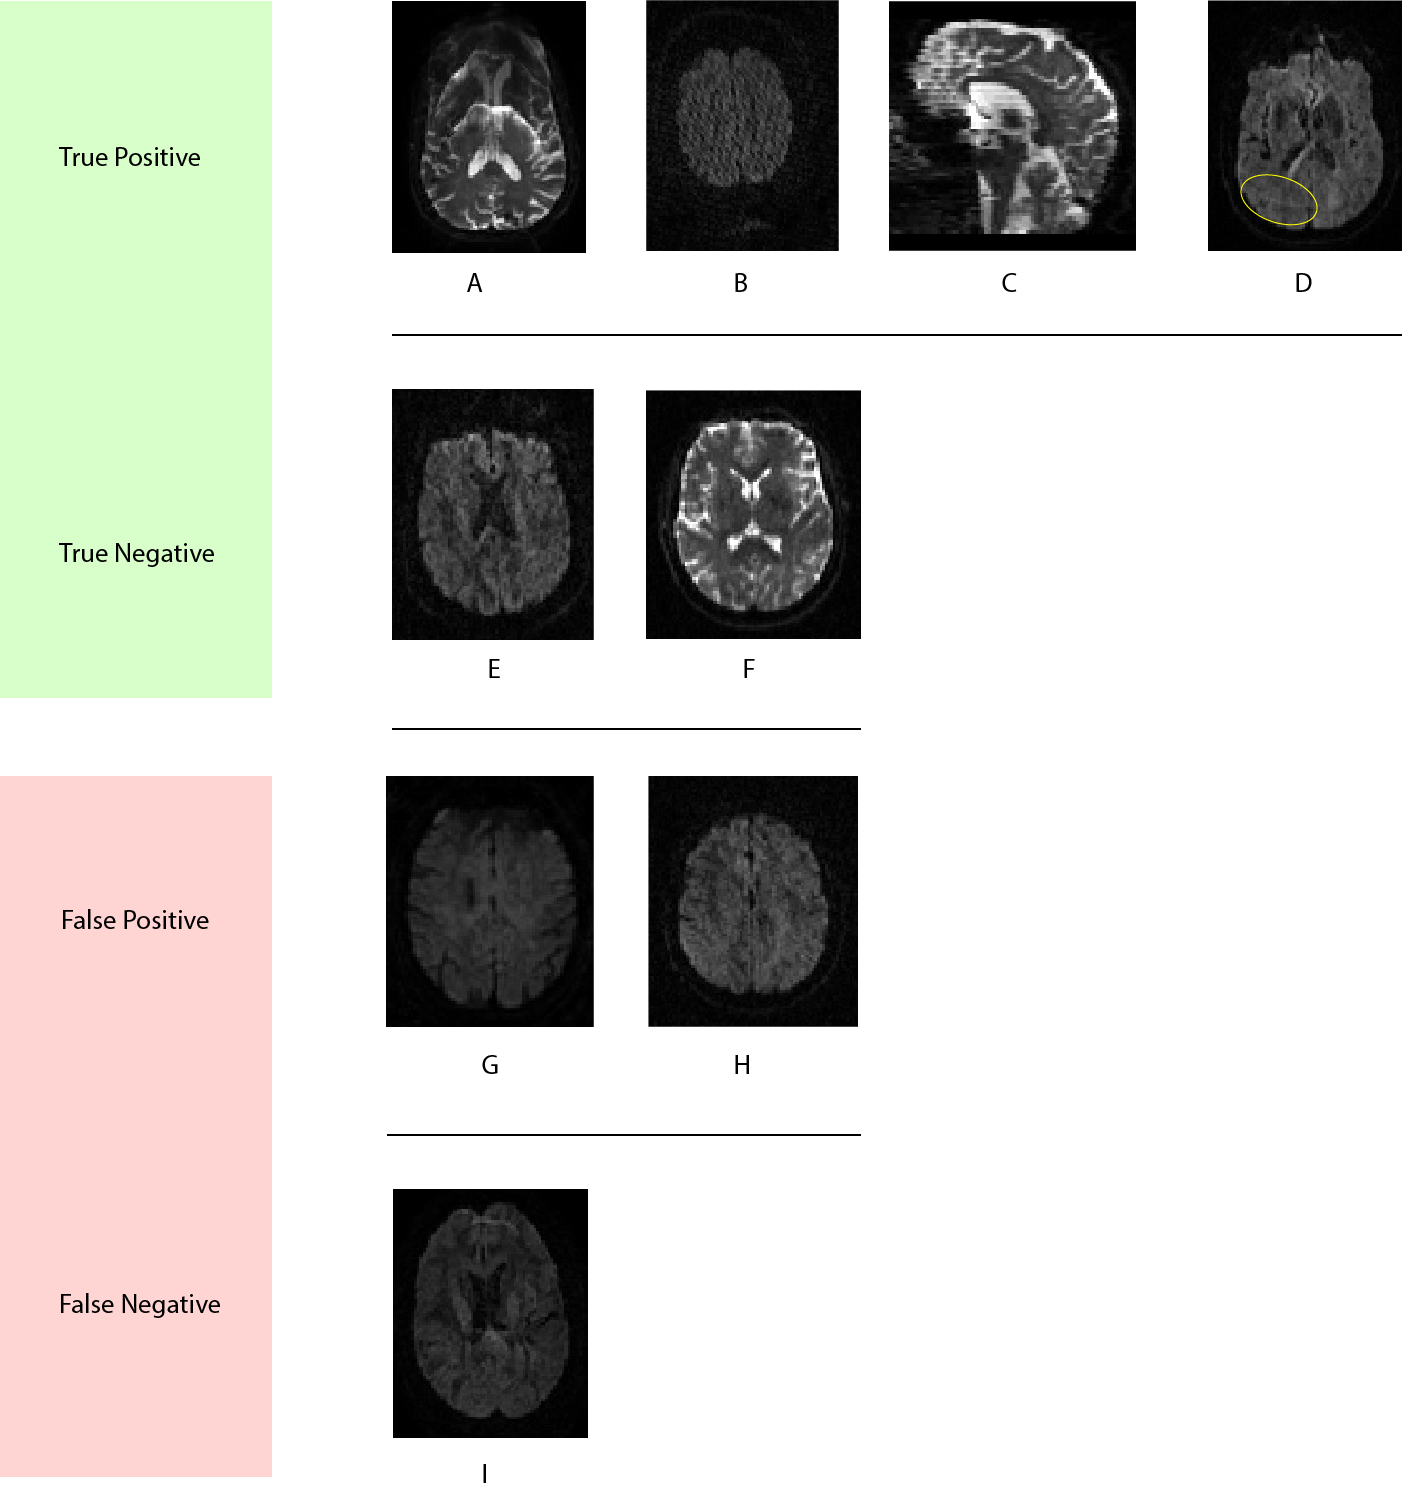 True Positive
A
B
C
D
True Negative
E
F
False Positive
G
H
False Negative
I